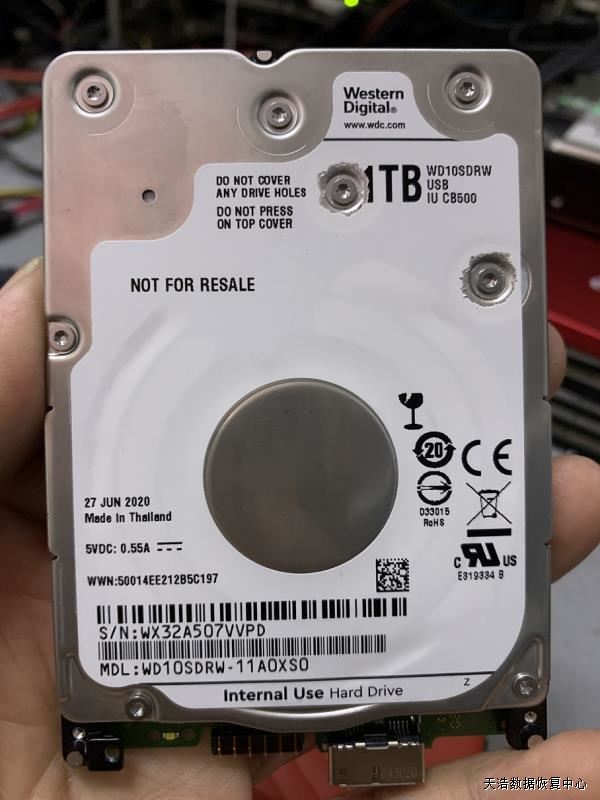 Western
Digital®
www.wdc.com
DO NOT COVER
ANY DRIVE HOLES
DO NOT PRESS
ON TOP COVER
1TB
WD10SDRW
USB
IU CB500
NOT FOR RESALE
20
CE
D33015
RoHS
27 JUN 2020
Made in Thailand
5VDC: 0.55A
c RU US
E319334 B
WWN:50014EE212B5C197
S/N:WX32A507VVPD
MDL:WD10SDRW-11A0XS0
Z
Internal Use Hard Drive
天浩数据恢复中心